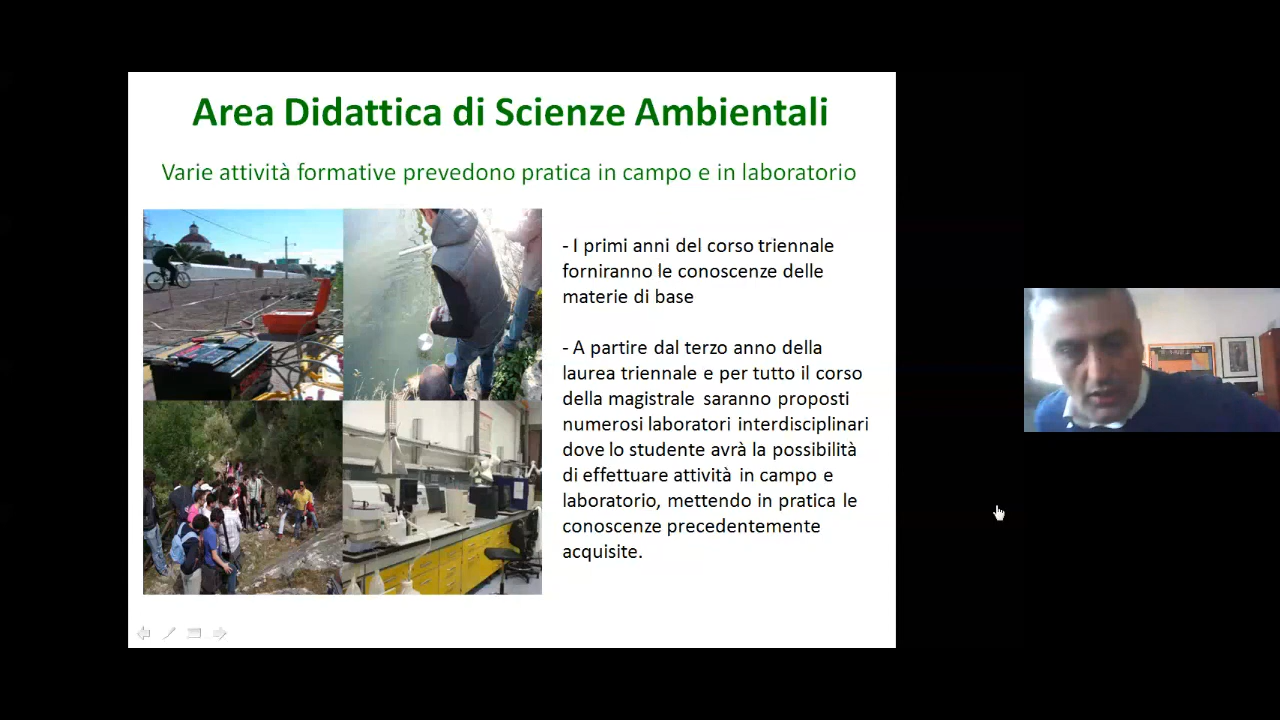 Area Didattica di Scienze Ambientali
Varie attività formative prevedono pratica in campo e in laboratorio
- I primi anni del corso triennale
forniranno le conoscenze delle
materie di base
- A partire dal terzo anno della
laurea triennale e per tutto il corso
della magistrale saranno proposti
numerosi laboratori interdisciplinari
dove lo studente avrà la possibilità
di effettuare attività in campo e
laboratorio, mettendo in pratica le
conoscenze precedentemente
acquisite.